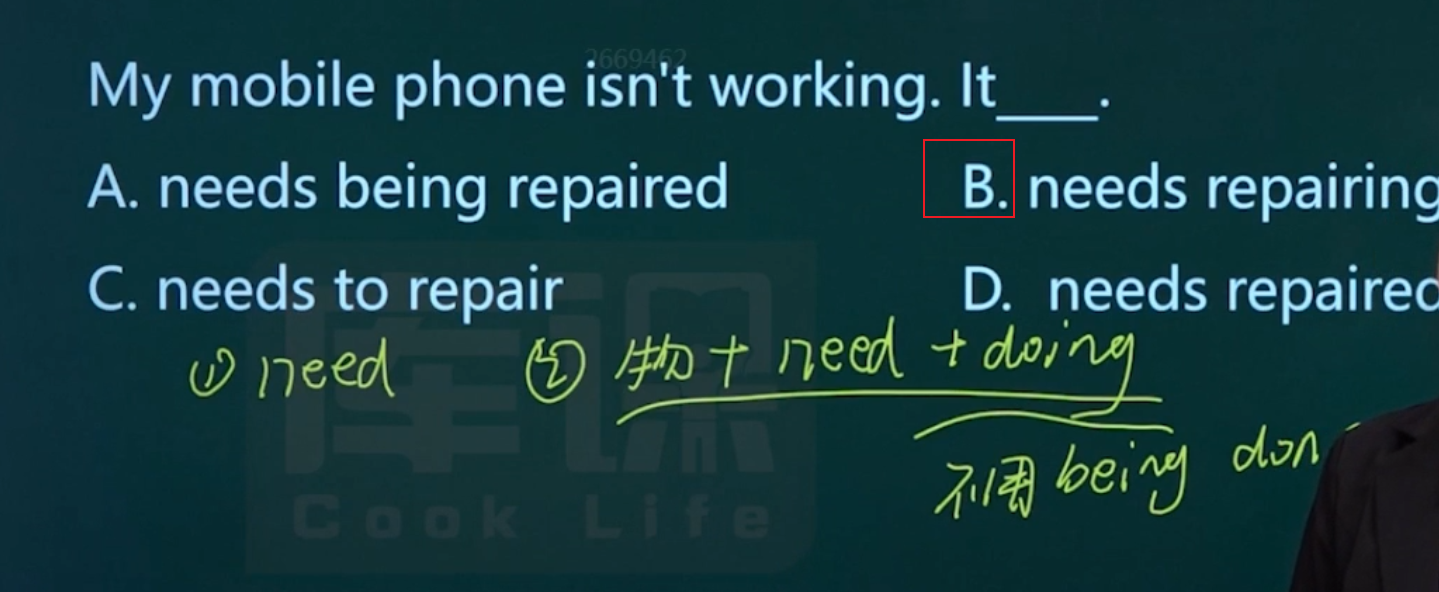 2669462
My mobile phone isn't working. It____.
A. needs being repaired B. needs repairing
C. needs to repair D. needs repaired
① need ② 物 + need + doing
不用 being don
库课
Cook Life